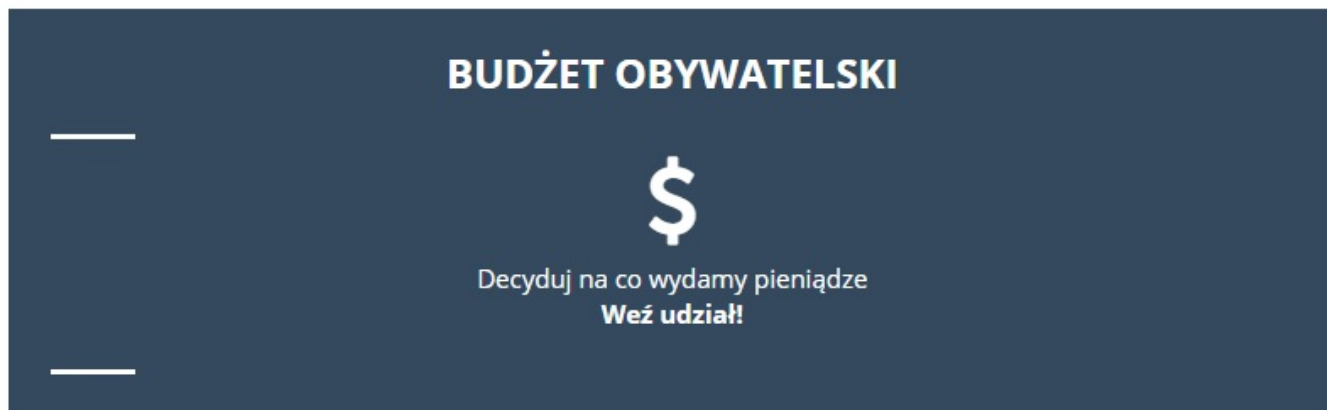 BUDŻET OBYWATELSKI
$
Decyduj na co wydamy pieniądze
Weź udział!